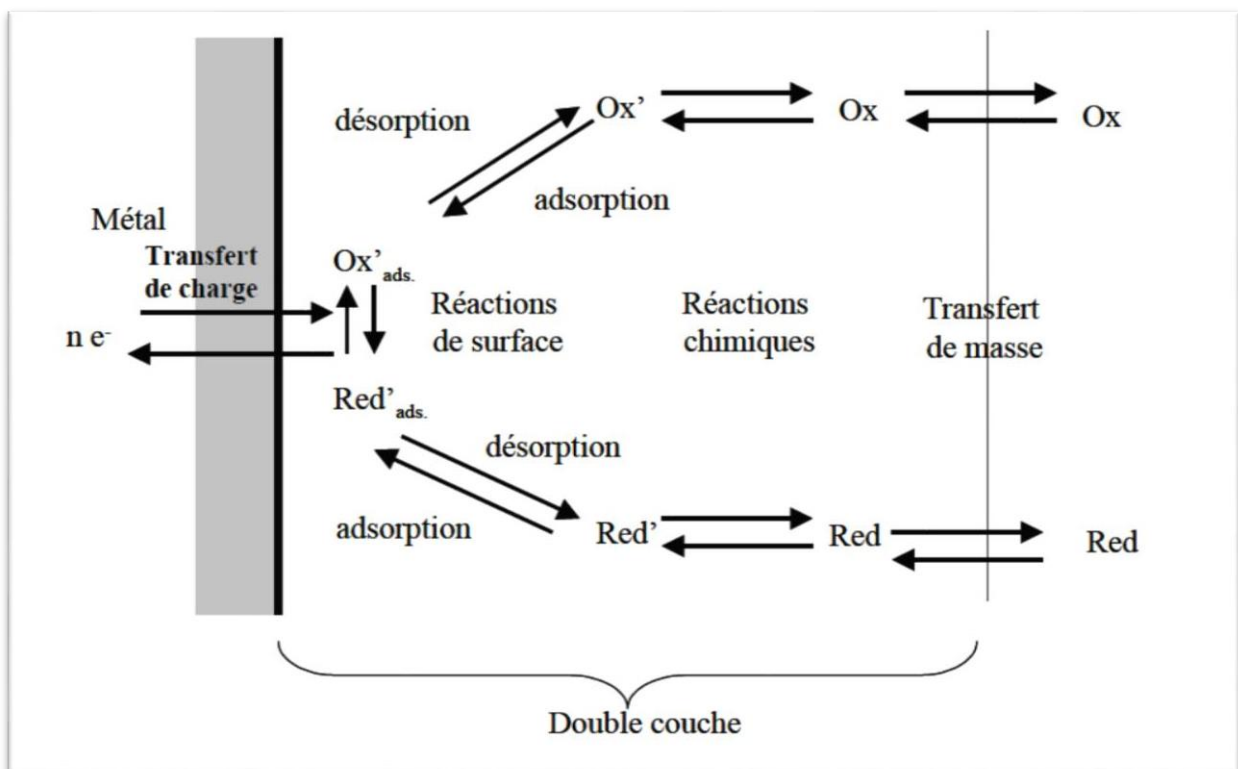 désorption
Ox’
Ox
Ox
adsorption
Métal
Transfert
de charge
Ox’ads.
Réactions
de surface
Réactions
chimiques
Transfert
de masse
n e-
Red’ads.
désorption
adsorption
Red’
Red
Red
Double couche